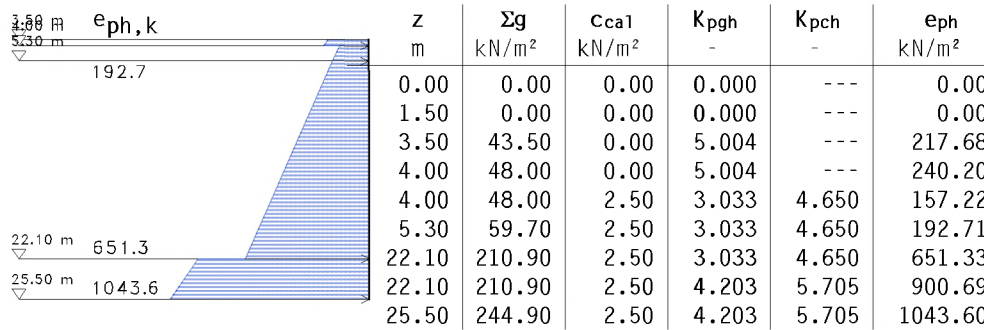 3.50 m
4.00 m
5.30 m
e_ph,k
192.7
22.10 m 651.3
25.50 m 1043.6
z Σg c_cal K_pgh K_pch e_ph
m kN/m² kN/m² - - kN/m²
0.00 0.00 0.00 0.000 --- 0.00
1.50 0.00 0.00 0.000 --- 0.00
3.50 43.50 0.00 5.004 --- 217.68
4.00 48.00 0.00 5.004 --- 240.20
4.00 48.00 2.50 3.033 4.650 157.22
5.30 59.70 2.50 3.033 4.650 192.71
22.10 210.90 2.50 3.033 4.650 651.33
22.10 210.90 2.50 4.203 5.705 900.69
25.50 244.90 2.50 4.203 5.705 1043.60